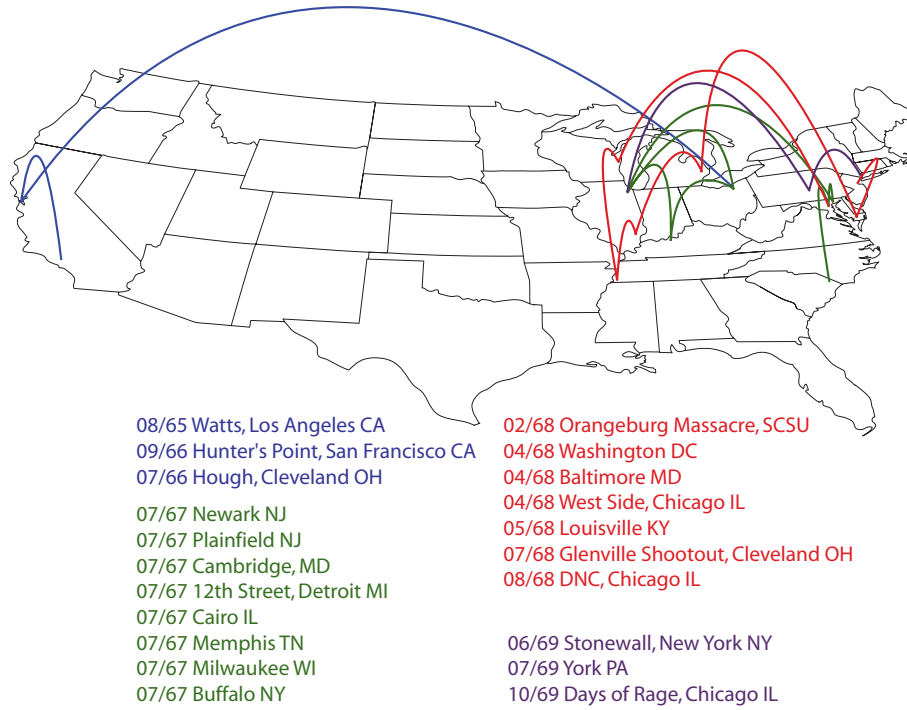 08/65 Watts, Los Angeles CA
09/66 Hunter's Point, San Francisco CA
07/66 Hough, Cleveland OH
07/67 Newark NJ
07/67 Plainfield NJ
07/67 Cambridge, MD
07/67 12th Street, Detroit MI
07/67 Cairo IL
07/67 Memphis TN
07/67 Milwaukee WI
07/67 Buffalo NY
02/68 Orangeburg Massacre, SCSU
04/68 Washington DC
04/68 Baltimore MD
04/68 West Side, Chicago IL
05/68 Louisville KY
07/68 Glenville Shootout, Cleveland OH
08/68 DNC, Chicago IL
06/69 Stonewall, New York NY
07/69 York PA
10/69 Days of Rage, Chicago IL